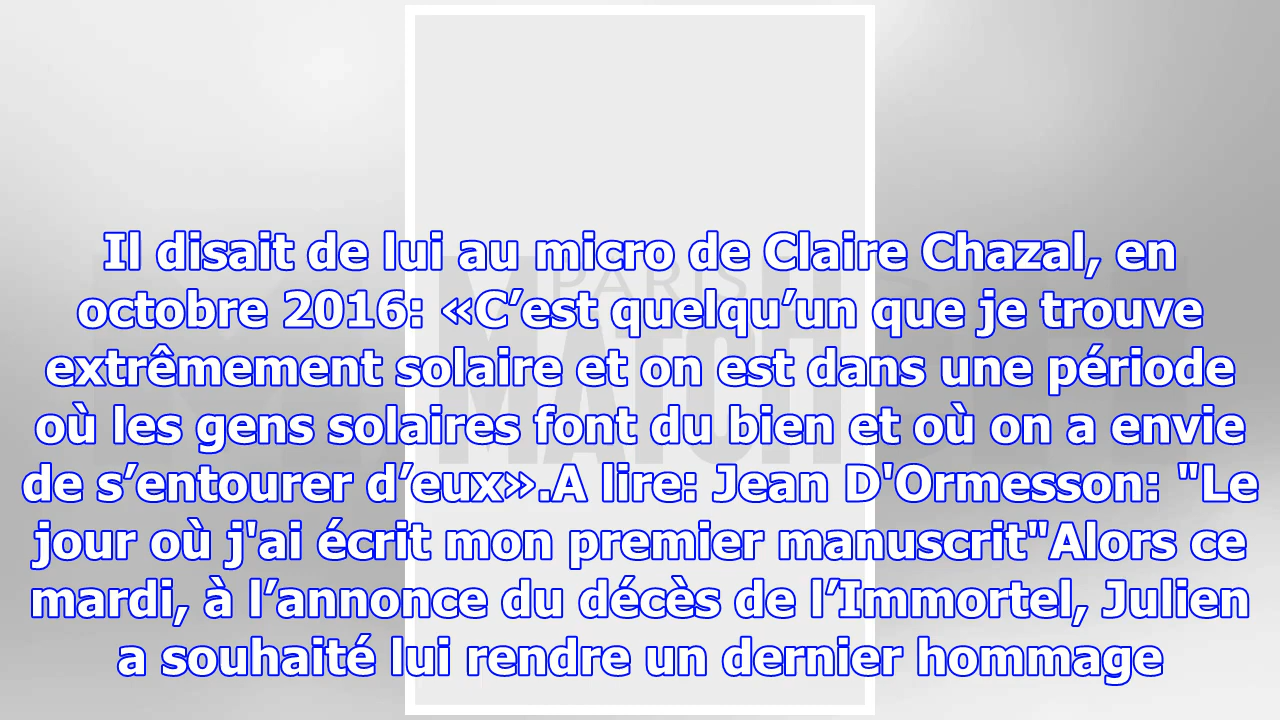 Il disait de lui au micro de Claire Chazal, en
octobre 2016: «C’est quelqu’un que je trouve
extrêmement solaire et on est dans une période
où les gens solaires font du bien et où on a envie
de s’entourer d’eux».A lire: Jean D'Ormesson: "Le
jour où j'ai écrit mon premier manuscrit"Alors ce
mardi, à l’annonce du décès de l’Immortel, Julien
a souhaité lui rendre un dernier hommage
PARIS
MATCH